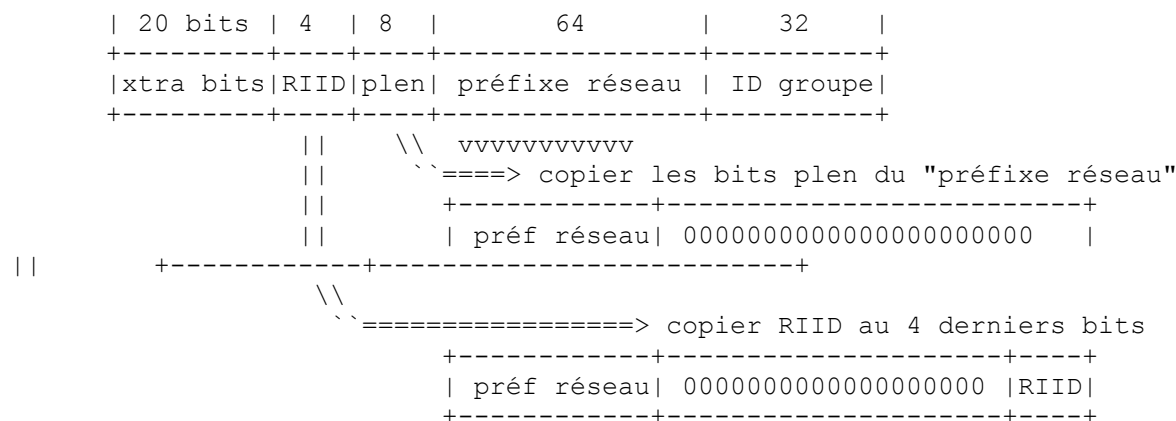 | 20 bits | 4  | 8  |       64       |    32    |
+---------+----+----+----------------+----------+
|xtra bits|RIID|plen| préfixe réseau | ID groupe|
+---------+----+----+----------------+----------+
||    \\  vvvvvvvvvvv
||     ``====> copier les bits plen du "préfixe réseau"
||       +------------+--------------------------+
||       | préf réseau| 0000000000000000000000   |
||       +------------+--------------------------+
\\
``=================> copier RIID au 4 derniers bits
+------------+---------------------+----+
| préf réseau| 0000000000000000000 |RIID|
+------------+---------------------+----+